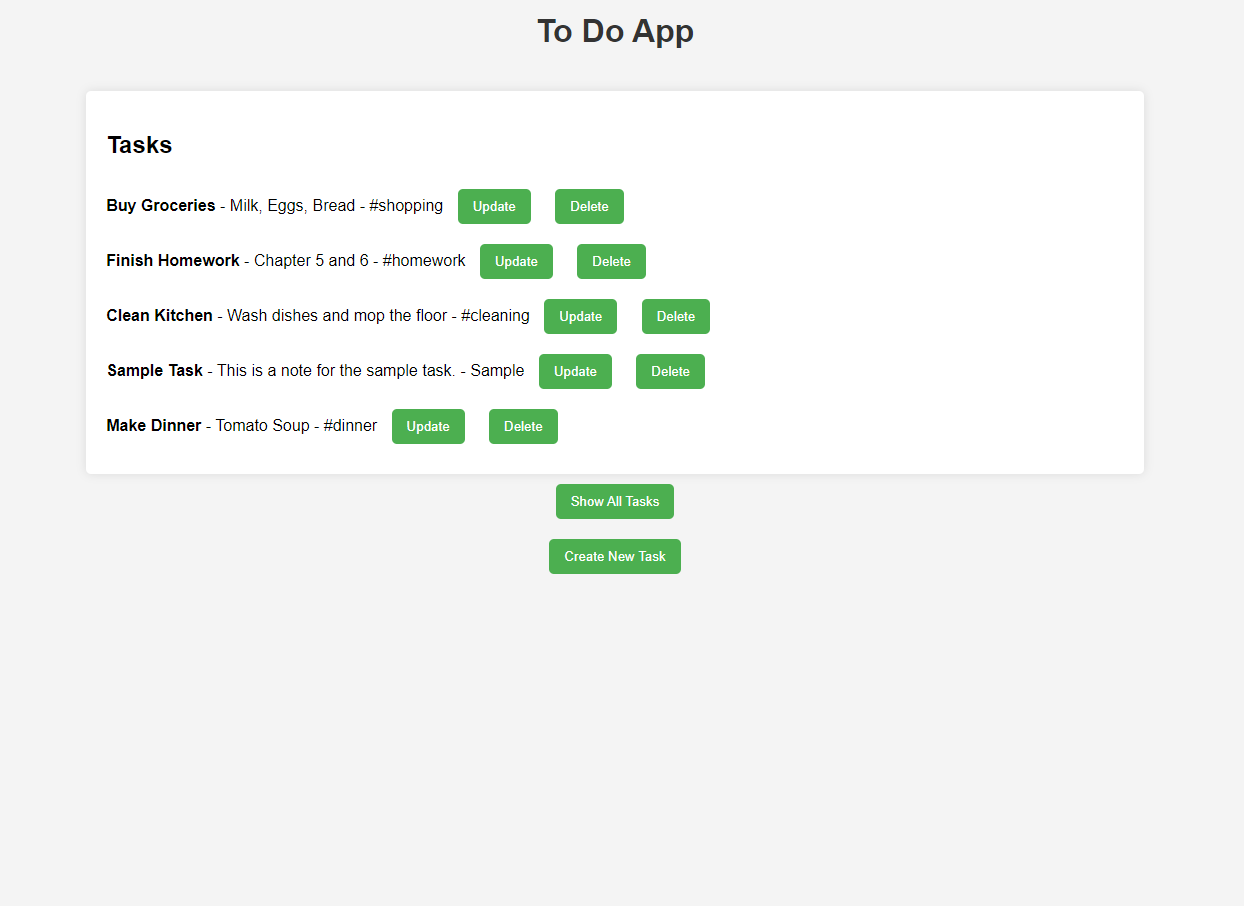 To Do App
Tasks
Buy Groceries - Milk, Eggs, Bread - #shopping Update Delete
Finish Homework - Chapter 5 and 6 - #homework Update Delete
Clean Kitchen - Wash dishes and mop the floor - #cleaning Update Delete
Sample Task - This is a note for the sample task. - Sample Update Delete
Make Dinner - Tomato Soup - #dinner Update Delete
Show All Tasks
Create New Task